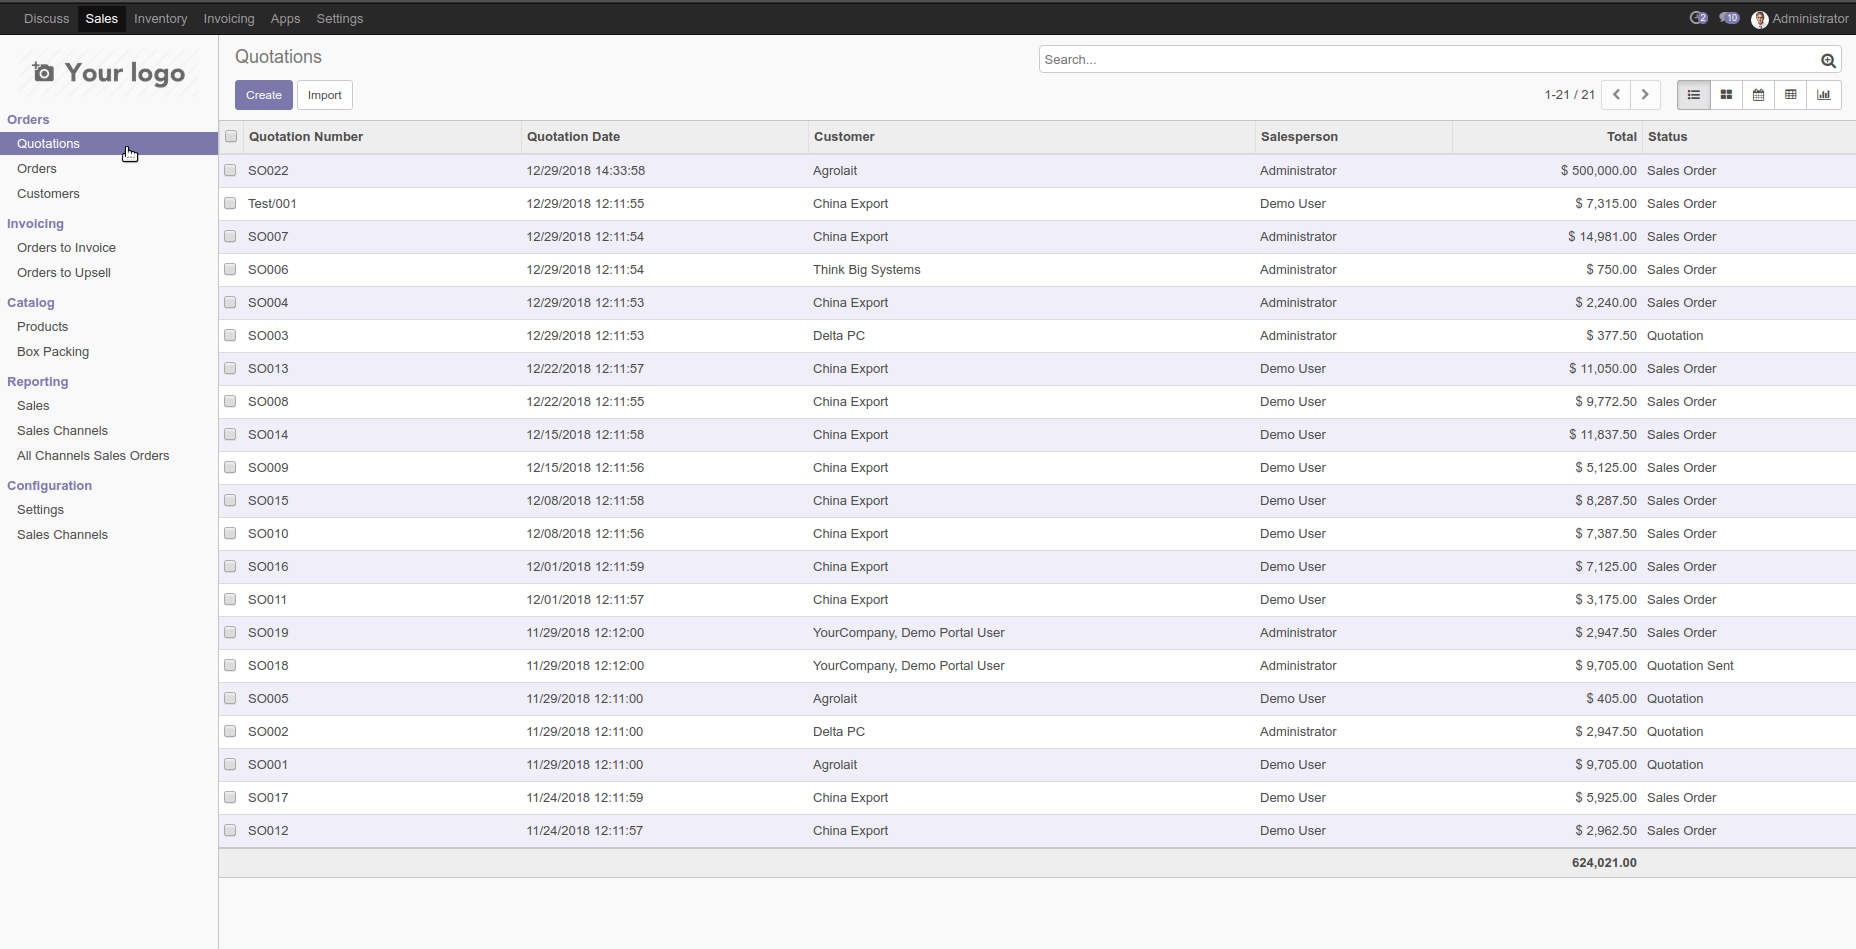 Discuss Sales Inventory Invoicing Apps Settings 2 10 Administrator
Your logo
Quotations
Search...
Create Import
1-21 / 21
Orders
Quotations
Orders
Customers
Invoicing
Orders to Invoice
Orders to Upsell
Catalog
Products
Box Packing
Reporting
Sales
Sales Channels
All Channels Sales Orders
Configuration
Settings
Sales Channels
Quotation Number Quotation Date Customer Salesperson Total Status
SO022 12/29/2018 14:33:58 Agrolait Administrator $ 500,000.00 Sales Order
Test/001 12/29/2018 12:11:55 China Export Demo User $ 7,315.00 Sales Order
SO007 12/29/2018 12:11:54 China Export Administrator $ 14,981.00 Sales Order
SO006 12/29/2018 12:11:54 Think Big Systems Administrator $ 750.00 Sales Order
SO004 12/29/2018 12:11:53 China Export Administrator $ 2,240.00 Sales Order
SO003 12/29/2018 12:11:53 Delta PC Administrator $ 377.50 Quotation
SO013 12/22/2018 12:11:57 China Export Demo User $ 11,050.00 Sales Order
SO008 12/22/2018 12:11:55 China Export Demo User $ 9,772.50 Sales Order
SO014 12/15/2018 12:11:58 China Export Demo User $ 11,837.50 Sales Order
SO009 12/15/2018 12:11:56 China Export Demo User $ 5,125.00 Sales Order
SO015 12/08/2018 12:11:58 China Export Demo User $ 8,287.50 Sales Order
SO010 12/08/2018 12:11:56 China Export Demo User $ 7,387.50 Sales Order
SO016 12/01/2018 12:11:59 China Export Demo User $ 7,125.00 Sales Order
SO011 12/01/2018 12:11:57 China Export Demo User $ 3,175.00 Sales Order
SO019 11/29/2018 12:12:00 YourCompany, Demo Portal User Administrator $ 2,947.50 Sales Order
SO018 11/29/2018 12:12:00 YourCompany, Demo Portal User Administrator $ 9,705.00 Quotation Sent
SO005 11/29/2018 12:11:00 Agrolait Demo User $ 405.00 Quotation
SO002 11/29/2018 12:11:00 Delta PC Administrator $ 2,947.50 Quotation
SO001 11/29/2018 12:11:00 Agrolait Demo User $ 9,705.00 Quotation
SO017 11/24/2018 12:11:59 China Export Demo User $ 5,925.00 Sales Order
SO012 11/24/2018 12:11:57 China Export Demo User $ 2,962.50 Sales Order
624,021.00